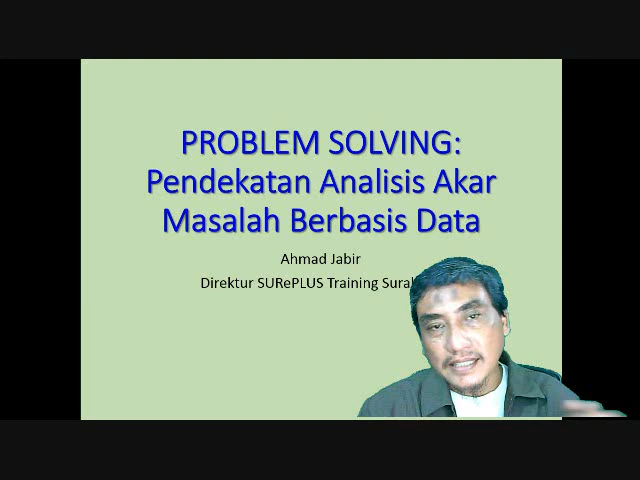 PROBLEM SOLVING:
Pendekatan Analisis Akar
Masalah Berbasis Data
Ahmad Jabir
Direktur SURePLUS Training